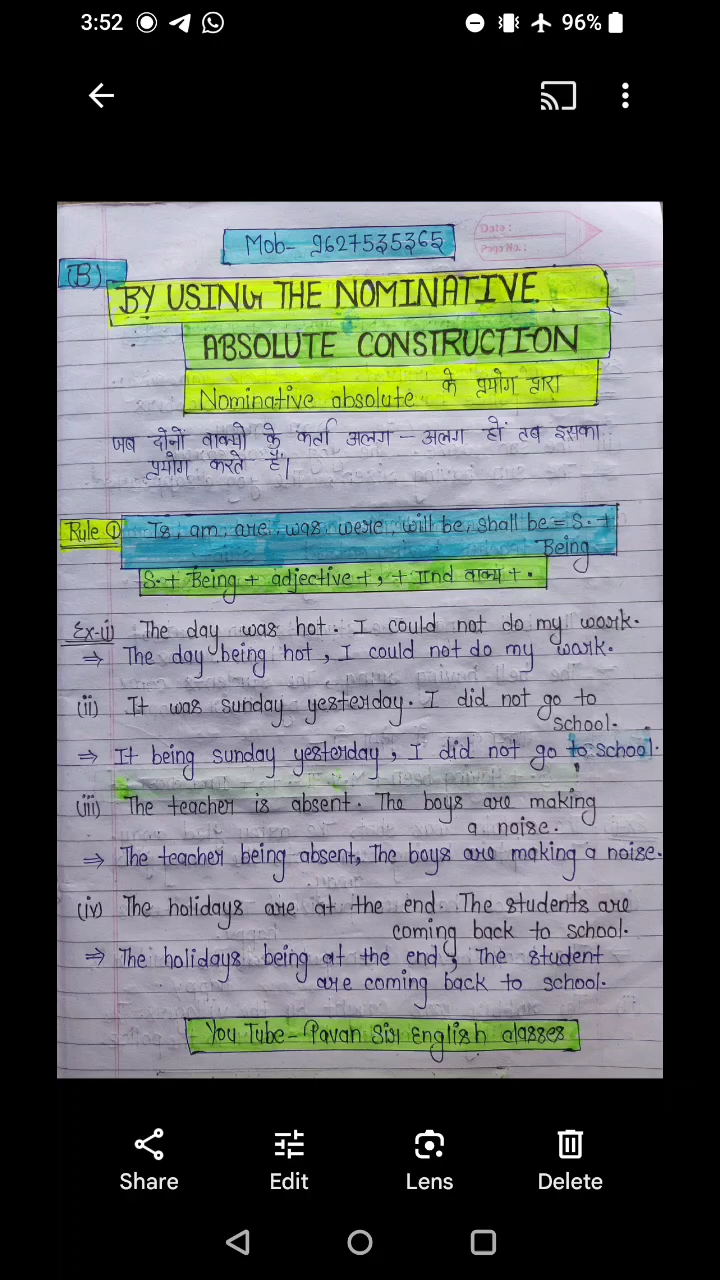 3:52
96%
Date :
Page No. :
Mob- 9627535365
(B)
BY USING THE NOMINATIVE
ABSOLUTE CONSTRUCTION
Nominative absolute के प्रयोग द्वारा
जब दोनों वाक्यो के कर्ता अलग - अलग हों तब इसका
प्रयोग करते हैं।
Rule ① Is, am, are, was, were, will be, shall be = S. +
Being
S. + Being + adjective + , + IInd वाक्य + .
Ex-(i) The day was hot. I could not do my work.
⇒ The day being hot, I could not do my work.
(ii) It was sunday yesterday. I did not go to
school.
⇒ It being sunday yesterday, I did not go to school.
(iii) The teacher is absent. The boys are making
a noise.
⇒ The teacher being absent, The boys are making a noise.
(iv) The holidays are at the end. The students are
coming back to school.
⇒ The holidays being at the end, The student
are coming back to school.
You Tube- Pavan Sir English classes
Share Edit Lens Delete